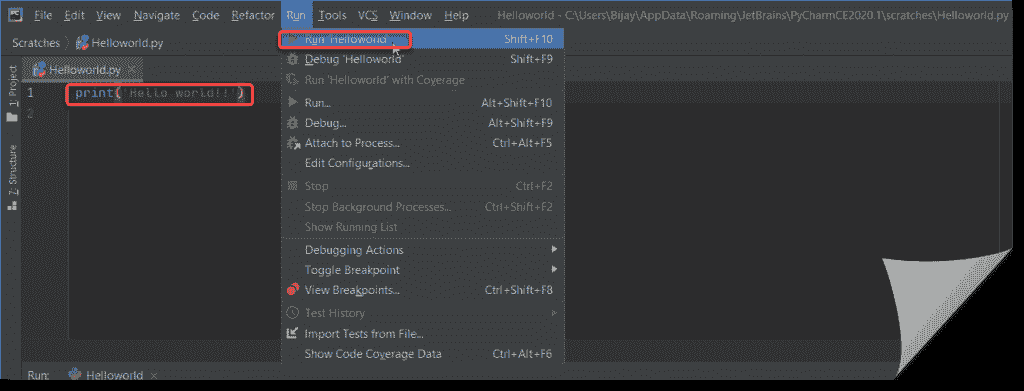 PC File Edit View Navigate Code Refactor Run Tools VCS Window Help Helloworld - C:\Users\Bijay\AppData\Roaming\JetBrains\PyCharmCE2020.1\scratches\Helloworld.py
Scratches Helloworld.py
Helloworld.py
1: Project
Z: Structure
1 print('Hello world!!')
2
Run 'Helloworld' Shift+F10
Debug 'Helloworld' Shift+F9
Run 'Helloworld' with Coverage
Run... Alt+Shift+F10
Debug... Alt+Shift+F9
Attach to Process... Ctrl+Alt+F5
Edit Configurations...
Stop Ctrl+F2
Stop Background Processes... Ctrl+Shift+F2
Show Running List
Debugging Actions
Toggle Breakpoint
View Breakpoints... Ctrl+Shift+F8
Test History
Import Tests from File...
Show Code Coverage Data Ctrl+Alt+F6
Run: Helloworld